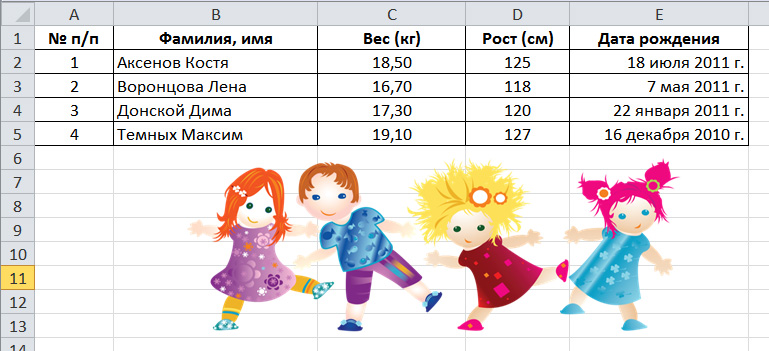 A B C D E
1 № п/п Фамилия, имя Вес (кг) Рост (см) Дата рождения
2 1 Аксенов Костя 18,50 125 18 июля 2011 г.
3 2 Воронцова Лена 16,70 118 7 мая 2011 г.
4 3 Донской Дима 17,30 120 22 января 2011 г.
5 4 Темных Максим 19,10 127 16 декабря 2010 г.
6
7
8
9
10
11
12
13
14